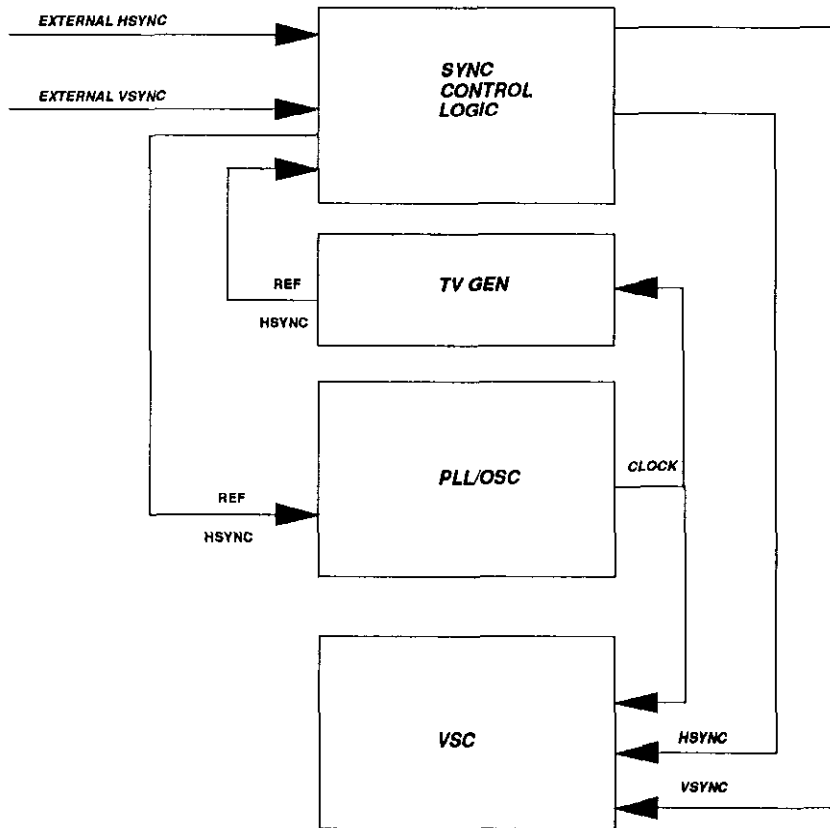 EXTERNAL HSYNC
SYNC
CONTROL
LOGIC
EXTERNAL VSYNC
REF
HSYNC
TV GEN
PLL/OSC
CLOCK
REF
HSYNC
VSC
HSYNC
VSYNC